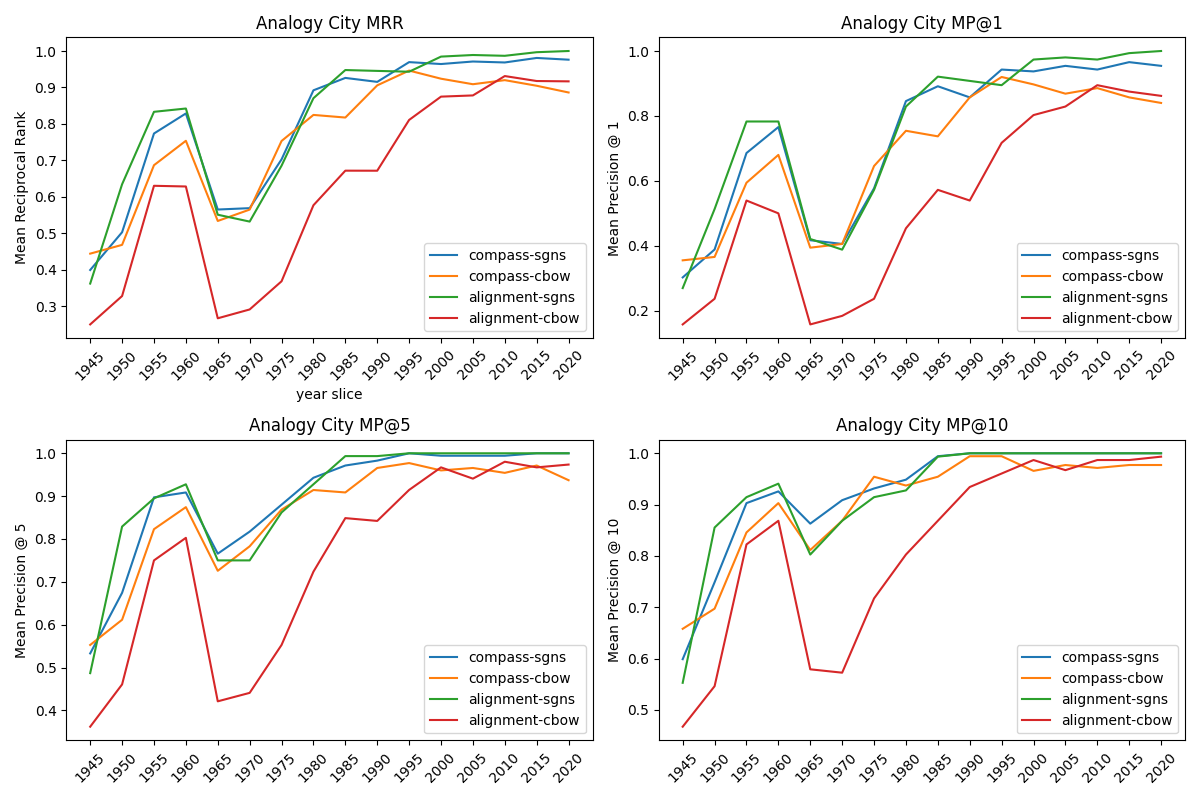 Analogy City MRR
Mean Reciprocal Rank
1.0
0.9
0.8
0.7
0.6
0.5
0.4
0.3
compass-sgns
compass-cbow
alignment-sgns
alignment-cbow
1945 1950 1955 1960 1965 1970 1975 1980 1985 1990 1995 2000 2005 2010 2015 2020
year slice
Analogy City MP@1
Mean Precision @ 1
1.0
0.8
0.6
0.4
0.2
compass-sgns
compass-cbow
alignment-sgns
alignment-cbow
1945 1950 1955 1960 1965 1970 1975 1980 1985 1990 1995 2000 2005 2010 2015 2020
Analogy City MP@5
Mean Precision @ 5
1.0
0.9
0.8
0.7
0.6
0.5
0.4
compass-sgns
compass-cbow
alignment-sgns
alignment-cbow
1945 1950 1955 1960 1965 1970 1975 1980 1985 1990 1995 2000 2005 2010 2015 2020
Analogy City MP@10
Mean Precision @ 10
1.0
0.9
0.8
0.7
0.6
0.5
compass-sgns
compass-cbow
alignment-sgns
alignment-cbow
1945 1950 1955 1960 1965 1970 1975 1980 1985 1990 1995 2000 2005 2010 2015 2020